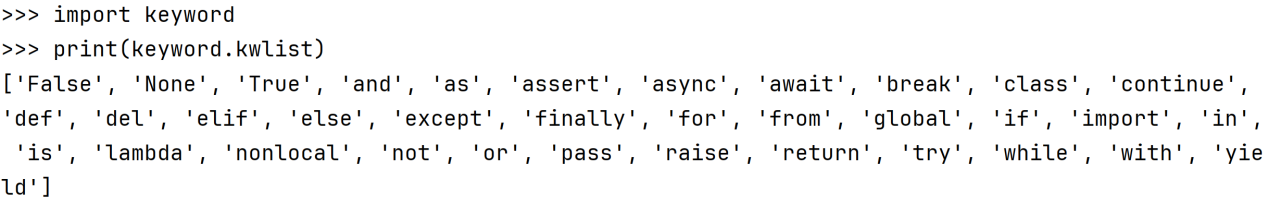 >>> import keyword
>>> print(keyword.kwlist)
['False', 'None', 'True', 'and', 'as', 'assert', 'async', 'await', 'break', 'class', 'continue',
'def', 'del', 'elif', 'else', 'except', 'finally', 'for', 'from', 'global', 'if', 'import', 'in',
 'is', 'lambda', 'nonlocal', 'not', 'or', 'pass', 'raise', 'return', 'try', 'while', 'with', 'yie
ld']